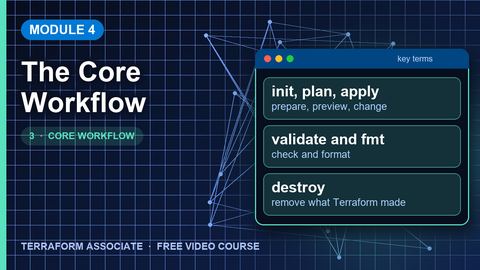 MODULE 4
The Core
Workflow
3 · CORE WORKFLOW
key terms
init, plan, apply
prepare, preview, change
validate and fmt
check and format
destroy
remove what Terraform made
TERRAFORM ASSOCIATE · FREE VIDEO COURSE